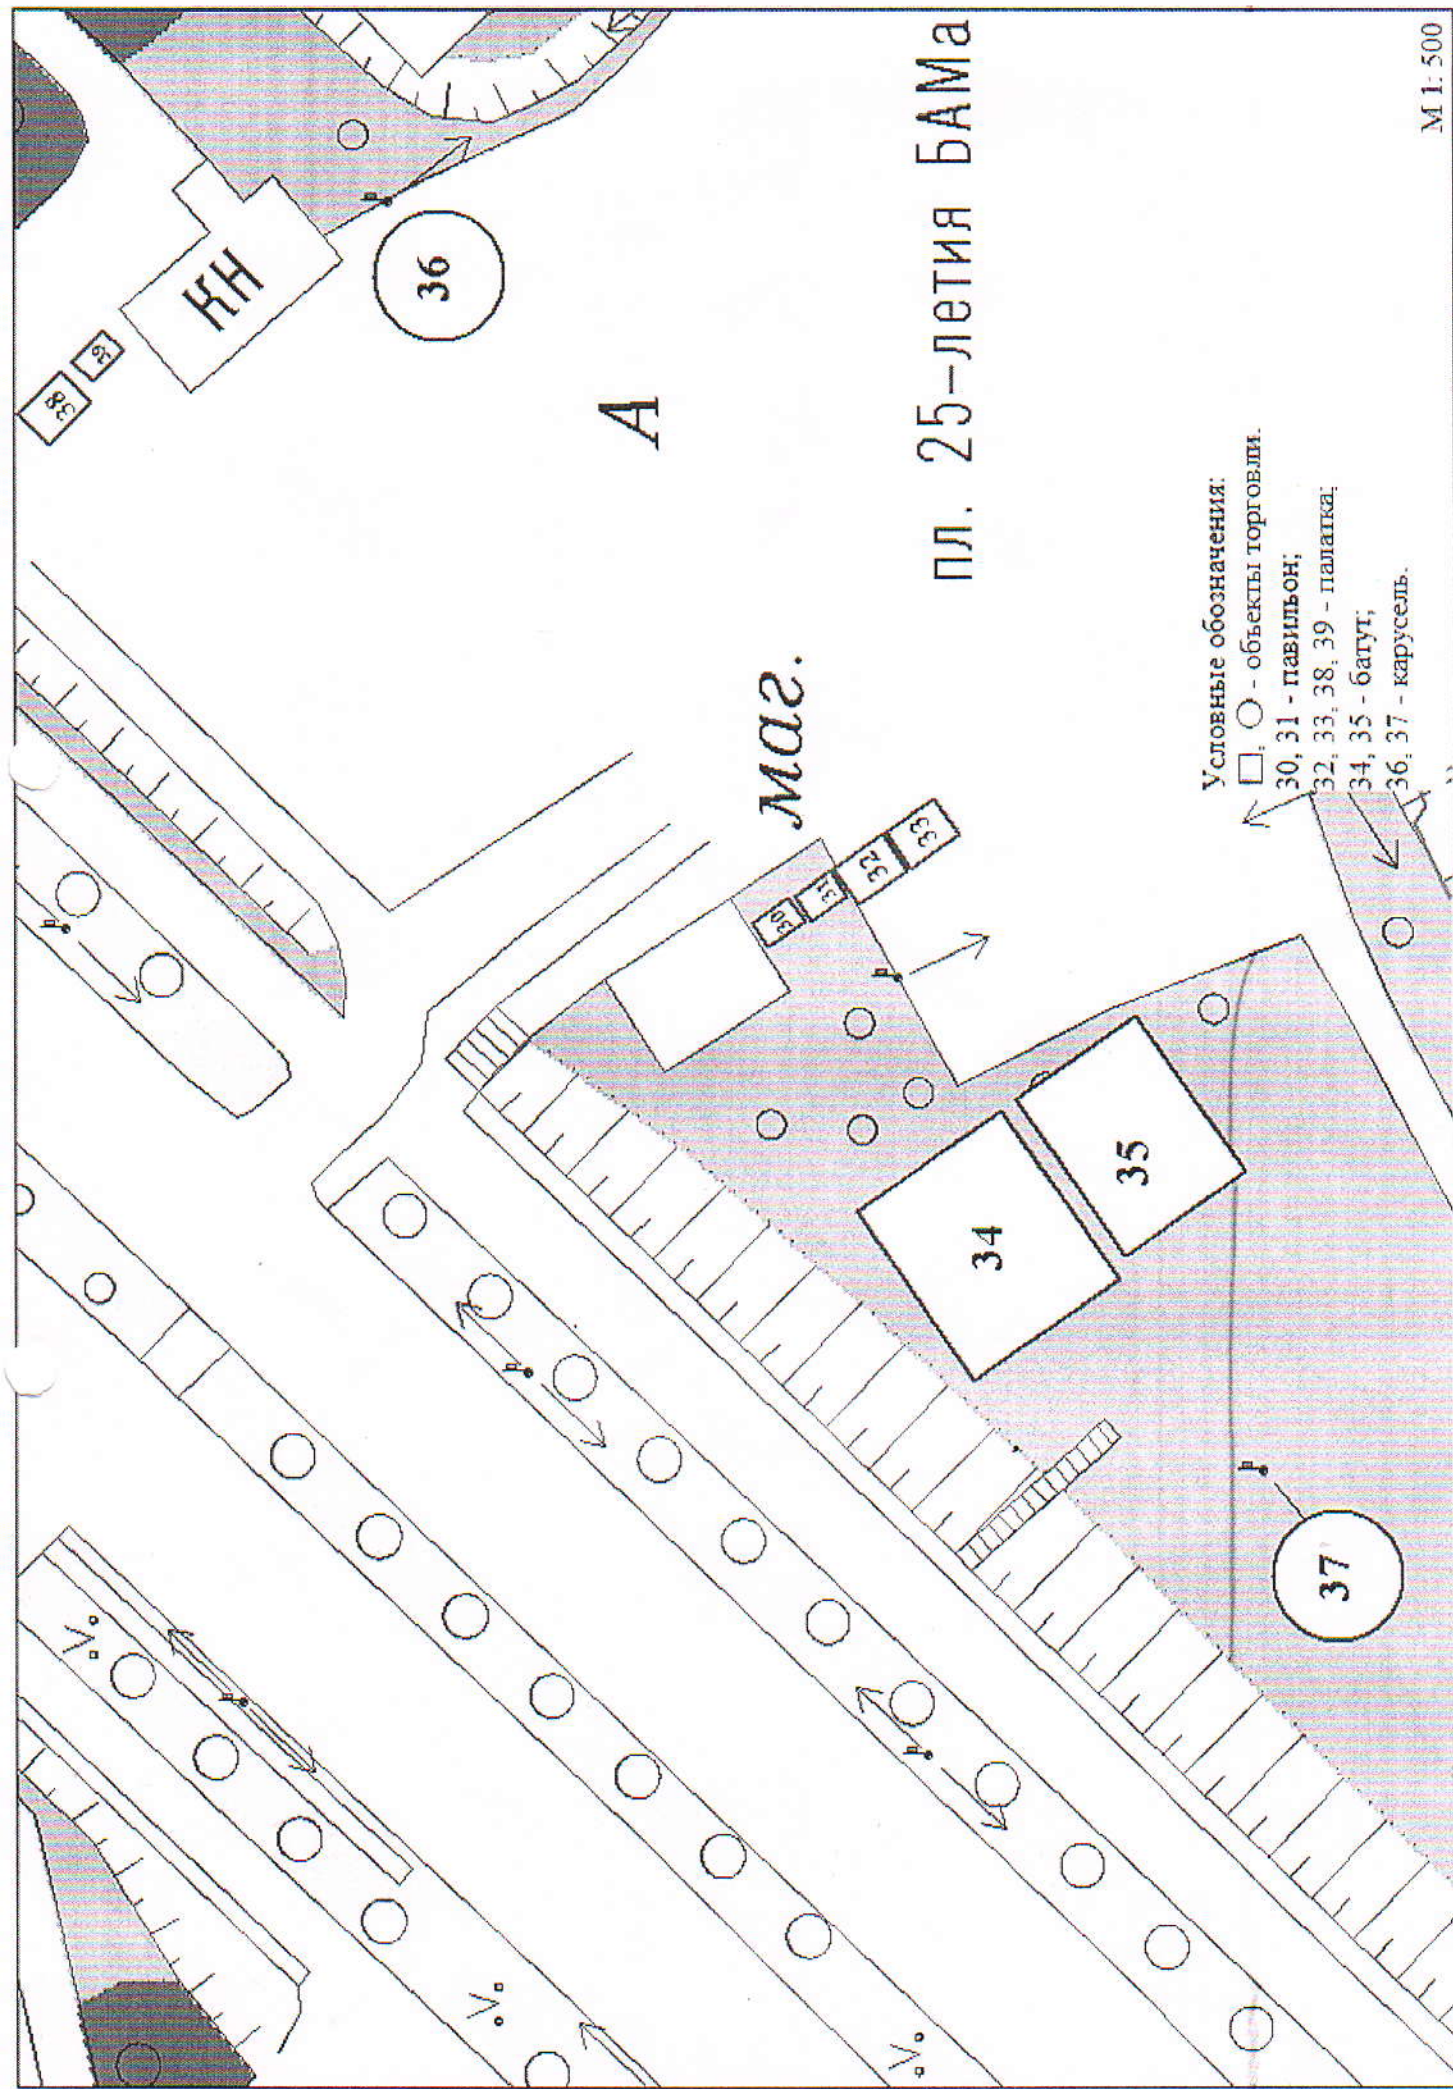 38
39
КН
36
А
пл. 25-летия БАМа
маг.
30
31
32
33
34
35
37
Условные обозначения:
□, ○ - объекты торговли.
30, 31 - павильон;
32, 33, 38, 39 - палатка;
34, 35 - батут;
36, 37 - карусель.
М 1: 500